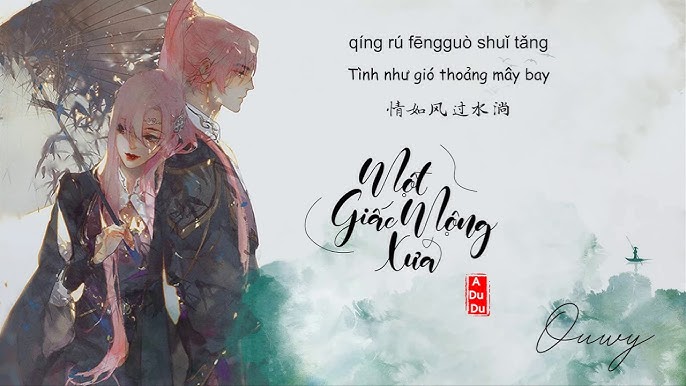 qíng rú fēngguò shuǐ tǎng
Tình như gió thoảng mây bay
情如风过水淌
Một
Giấc Mộng
Xưa
A
Du
Du
Ouwy